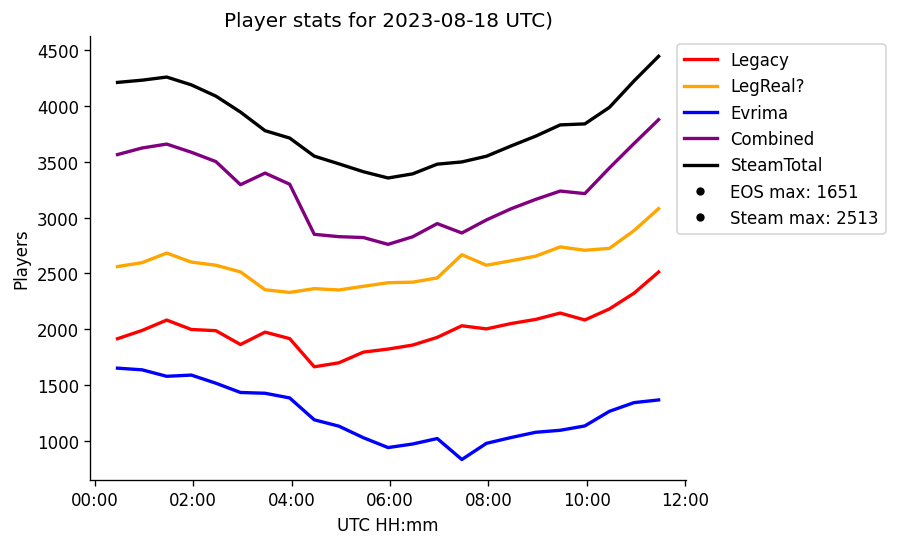 Player stats for 2023-08-18 UTC)
4500
4000
3500
3000
2500
2000
1500
1000
Players
00:00 02:00 04:00 06:00 08:00 10:00 12:00
UTC HH:mm
Legacy
LegReal?
Evrima
Combined
SteamTotal
EOS max: 1651
Steam max: 2513